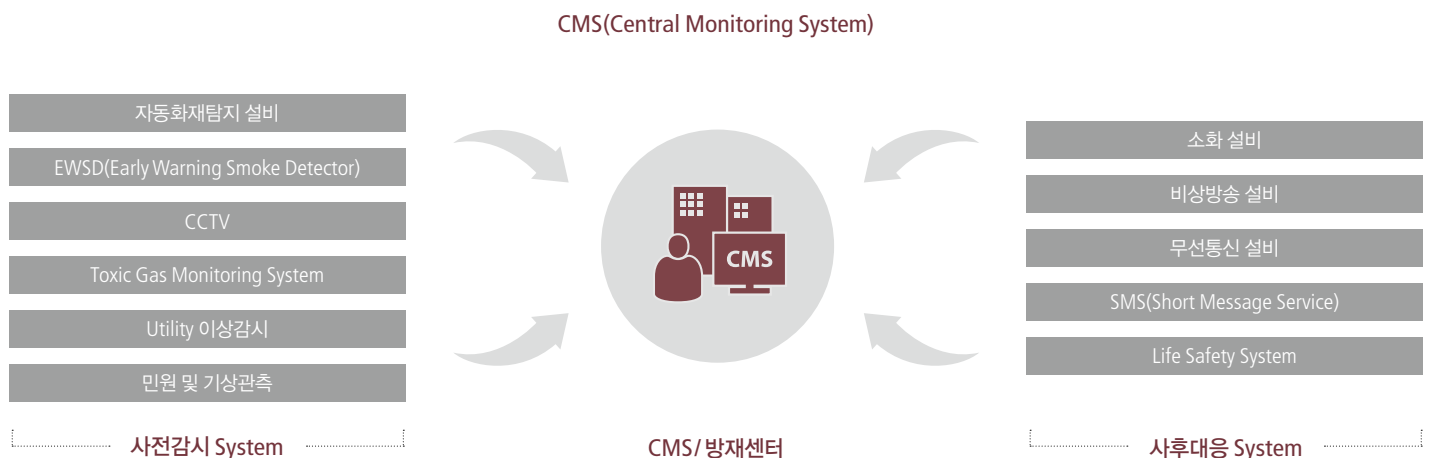 CMS(Central Monitoring System)
자동화재탐지 설비
EWSD(Early Warning Smoke Detector)
CCTV
Toxic Gas Monitoring System
Utility 이상감시
민원 및 기상관측
사전감시 System
CMS
CMS/방재센터
소화 설비
비상방송 설비
무선통신 설비
SMS(Short Message Service)
Life Safety System
사후대응 System